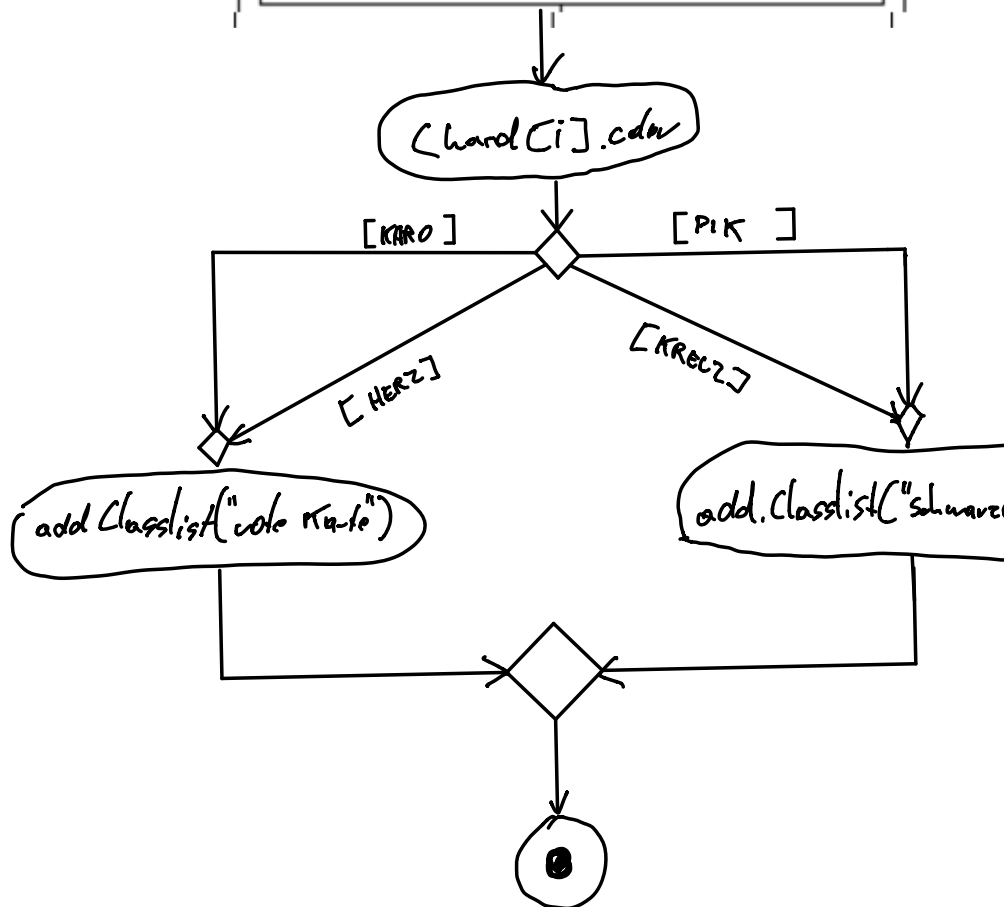 hand[i].color
[KARO]
[PIK ]
[HERZ]
[KREUZ]
add Classlist("rote Karte")
add.Classlist("schwarze